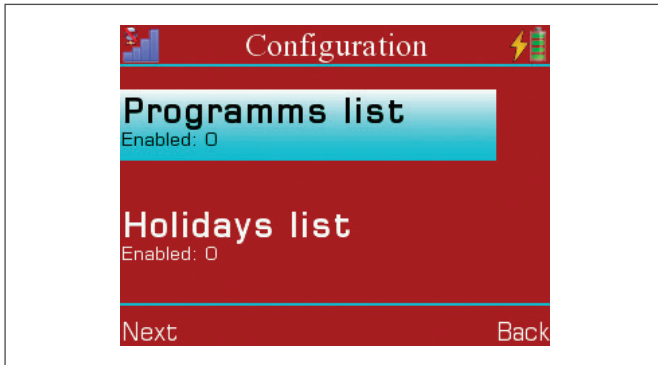 Configuration
Programms list
Enabled: 0
Holidays list
Enabled: 0
Next Back